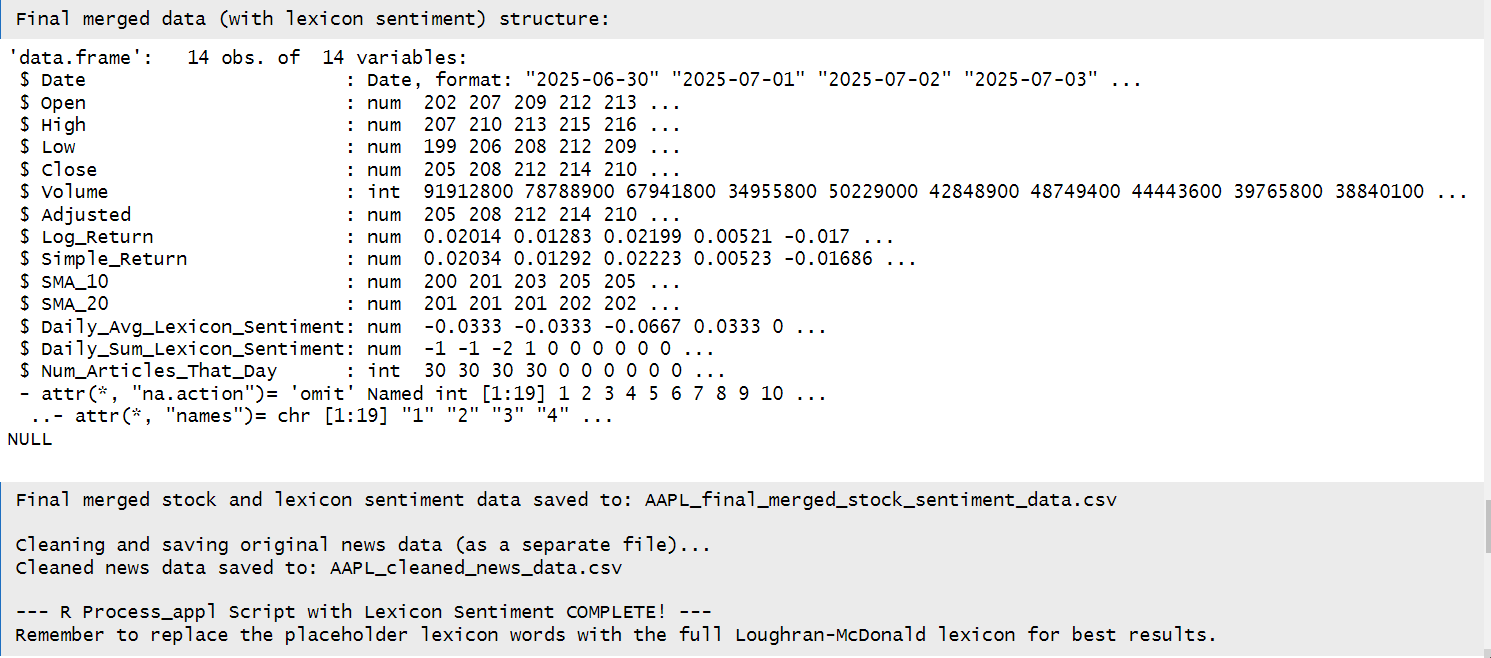 Final merged data (with lexicon sentiment) structure:
'data.frame':   14 obs. of  14 variables:
 $ Date                       : Date, format: "2025-06-30" "2025-07-01" "2025-07-02" "2025-07-03" ...
 $ Open                       : num  202 207 209 212 213 ...
 $ High                       : num  207 210 213 215 216 ...
 $ Low                        : num  199 206 208 212 209 ...
 $ Close                      : num  205 208 212 214 210 ...
 $ Volume                     : int  91912800 78788900 67941800 34955800 50229000 42848900 48749400 44443600 39765800 38840100 ...
 $ Adjusted                   : num  205 208 212 214 210 ...
 $ Log_Return                 : num  0.02014 0.01283 0.02199 0.00521 -0.017 ...
 $ Simple_Return              : num  0.02034 0.01292 0.02223 0.00523 -0.01686 ...
 $ SMA_10                     : num  200 201 203 205 205 ...
 $ SMA_20                     : num  201 201 201 202 202 ...
 $ Daily_Avg_Lexicon_Sentiment: num  -0.0333 -0.0333 -0.0667 0.0333 0 ...
 $ Daily_Sum_Lexicon_Sentiment: num  -1 -1 -2 1 0 0 0 0 0 0 ...
 $ Num_Articles_That_Day      : int  30 30 30 30 0 0 0 0 0 0 ...
 - attr(*, "na.action")= 'omit' Named int [1:19] 1 2 3 4 5 6 7 8 9 10 ...
  ..- attr(*, "names")= chr [1:19] "1" "2" "3" "4" ...
NULL
Final merged stock and lexicon sentiment data saved to: AAPL_final_merged_stock_sentiment_data.csv
Cleaning and saving original news data (as a separate file)...
Cleaned news data saved to: AAPL_cleaned_news_data.csv
--- R Process_appl Script with Lexicon Sentiment COMPLETE! ---
Remember to replace the placeholder lexicon words with the full Loughran-McDonald lexicon for best results.